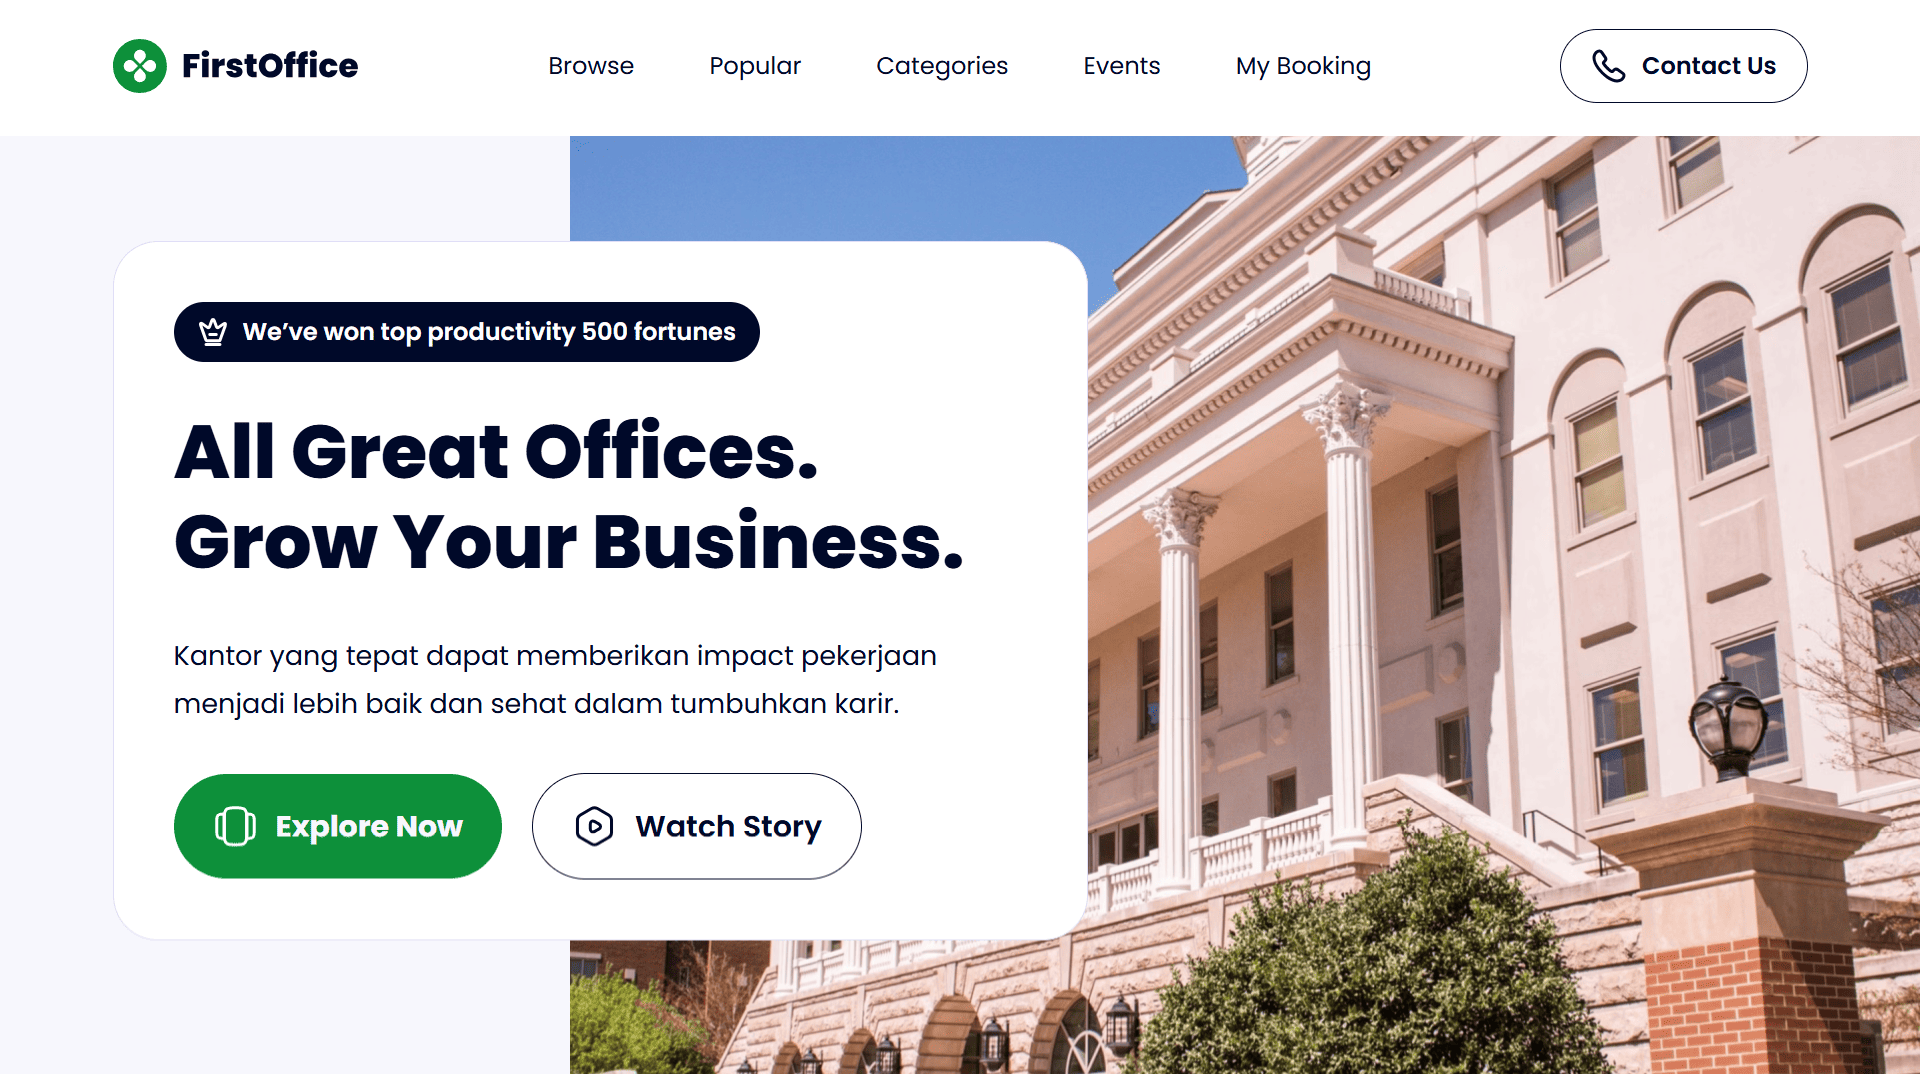 FirstOffice
Browse
Popular
Categories
Events
My Booking
Contact Us
We’ve won top productivity 500 fortunes
All Great Offices.
Grow Your Business.
Kantor yang tepat dapat memberikan impact pekerjaan
menjadi lebih baik dan sehat dalam tumbuhkan karir.
Explore Now
Watch Story